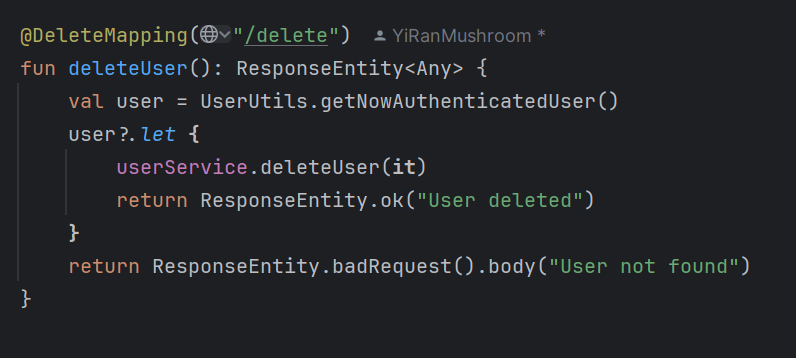 @DeleteMapping("/delete") YiRanMushroom *
fun deleteUser(): ResponseEntity<Any> {
    val user = UserUtils.getNowAuthenticatedUser()
    user?.let {
        userService.deleteUser(it)
        return ResponseEntity.ok("User deleted")
    }
    return ResponseEntity.badRequest().body("User not found")
}